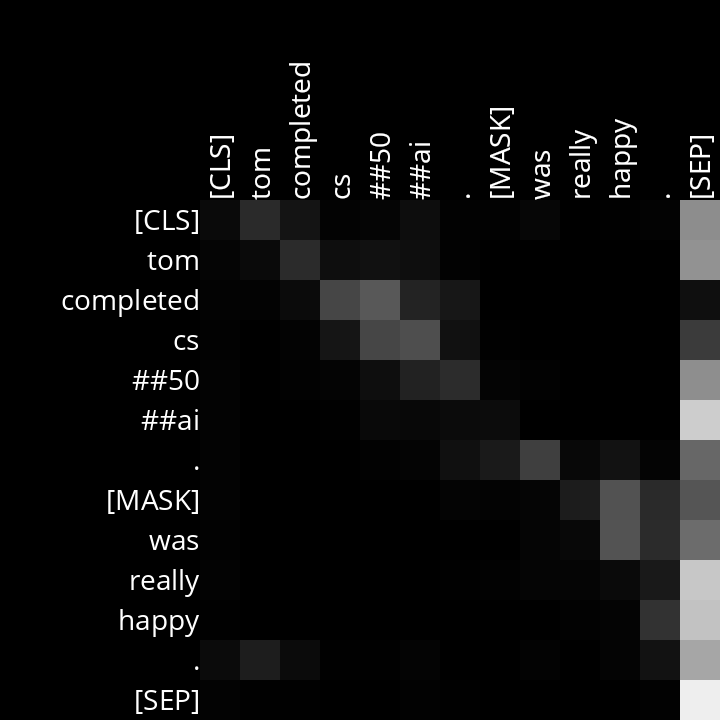 [CLS] tom completed cs ##50 ##ai . [MASK] was really happy . [SEP]
[CLS]
tom
completed
cs
##50
##ai
.
[MASK]
was
really
happy
.
[SEP]